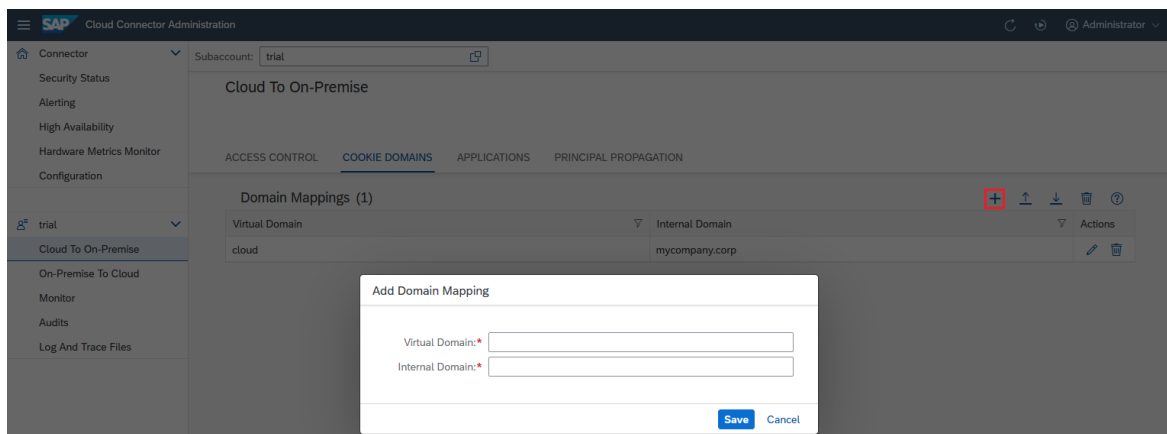 SAP Cloud Connector Administration Administrator
Connector
Security Status
Alerting
High Availability
Hardware Metrics Monitor
Configuration
trial
Cloud To On-Premise
On-Premise To Cloud
Monitor
Audits
Log And Trace Files
Subaccount: trial
Cloud To On-Premise
ACCESS CONTROL COOKIE DOMAINS APPLICATIONS PRINCIPAL PROPAGATION
Domain Mappings (1)
Virtual Domain Internal Domain Actions
cloud mycompany.corp
Add Domain Mapping
Virtual Domain:*
Internal Domain:*
Save Cancel